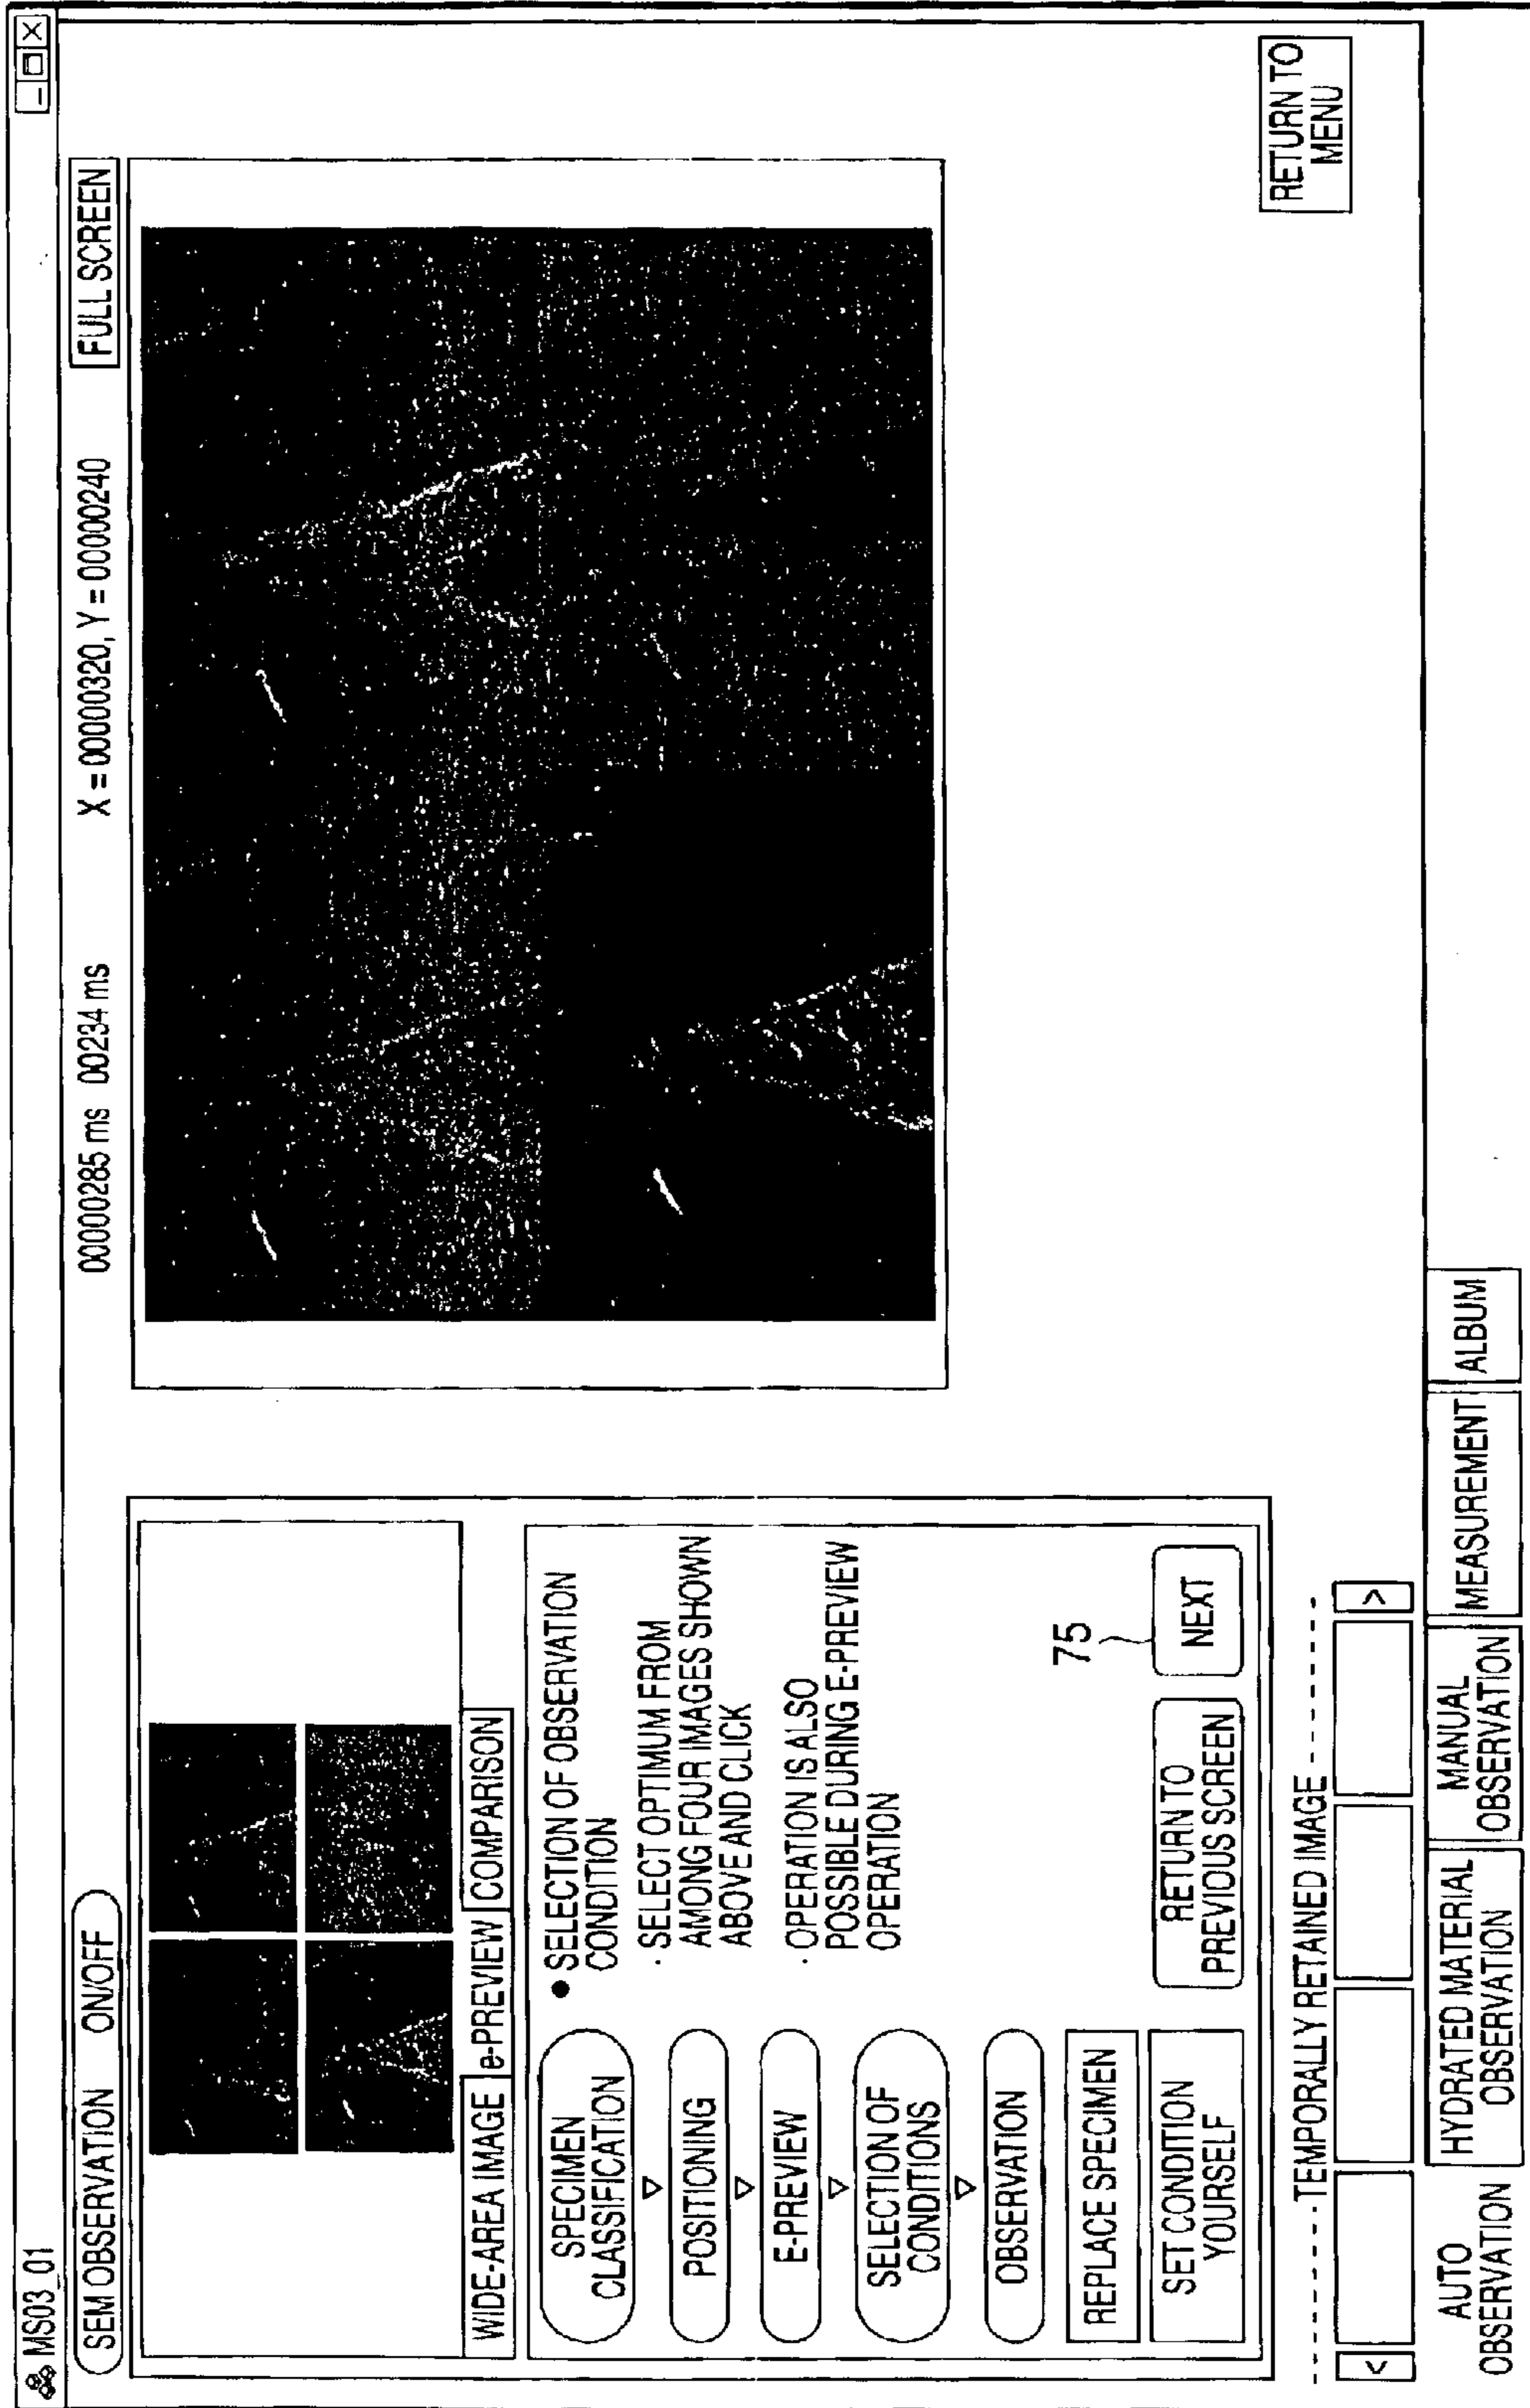 MS03_01
SEM OBSERVATION ON/OFF
00000285 ms 00234 ms X = 00000320, Y = 00000240
FULL SCREEN
WIDE-AREA IMAGE e-PREVIEW COMPARISON
SPECIMEN
CLASSIFICATION
POSITIONING
E-PREVIEW
SELECTION OF
CONDITIONS
OBSERVATION
REPLACE SPECIMEN
SET CONDITION
YOURSELF
● SELECTION OF OBSERVATION
CONDITION
· SELECT OPTIMUM FROM
AMONG FOUR IMAGES SHOWN
ABOVE AND CLICK
· OPERATION IS ALSO
POSSIBLE DURING E-PREVIEW
OPERATION
75
RETURN TO
PREVIOUS SCREEN
NEXT
RETURN TO
MENU
TEMPORALLY RETAINED IMAGE
< >
AUTO
OBSERVATION
HYDRATED MATERIAL
OBSERVATION
MANUAL
OBSERVATION
MEASUREMENT
ALBUM